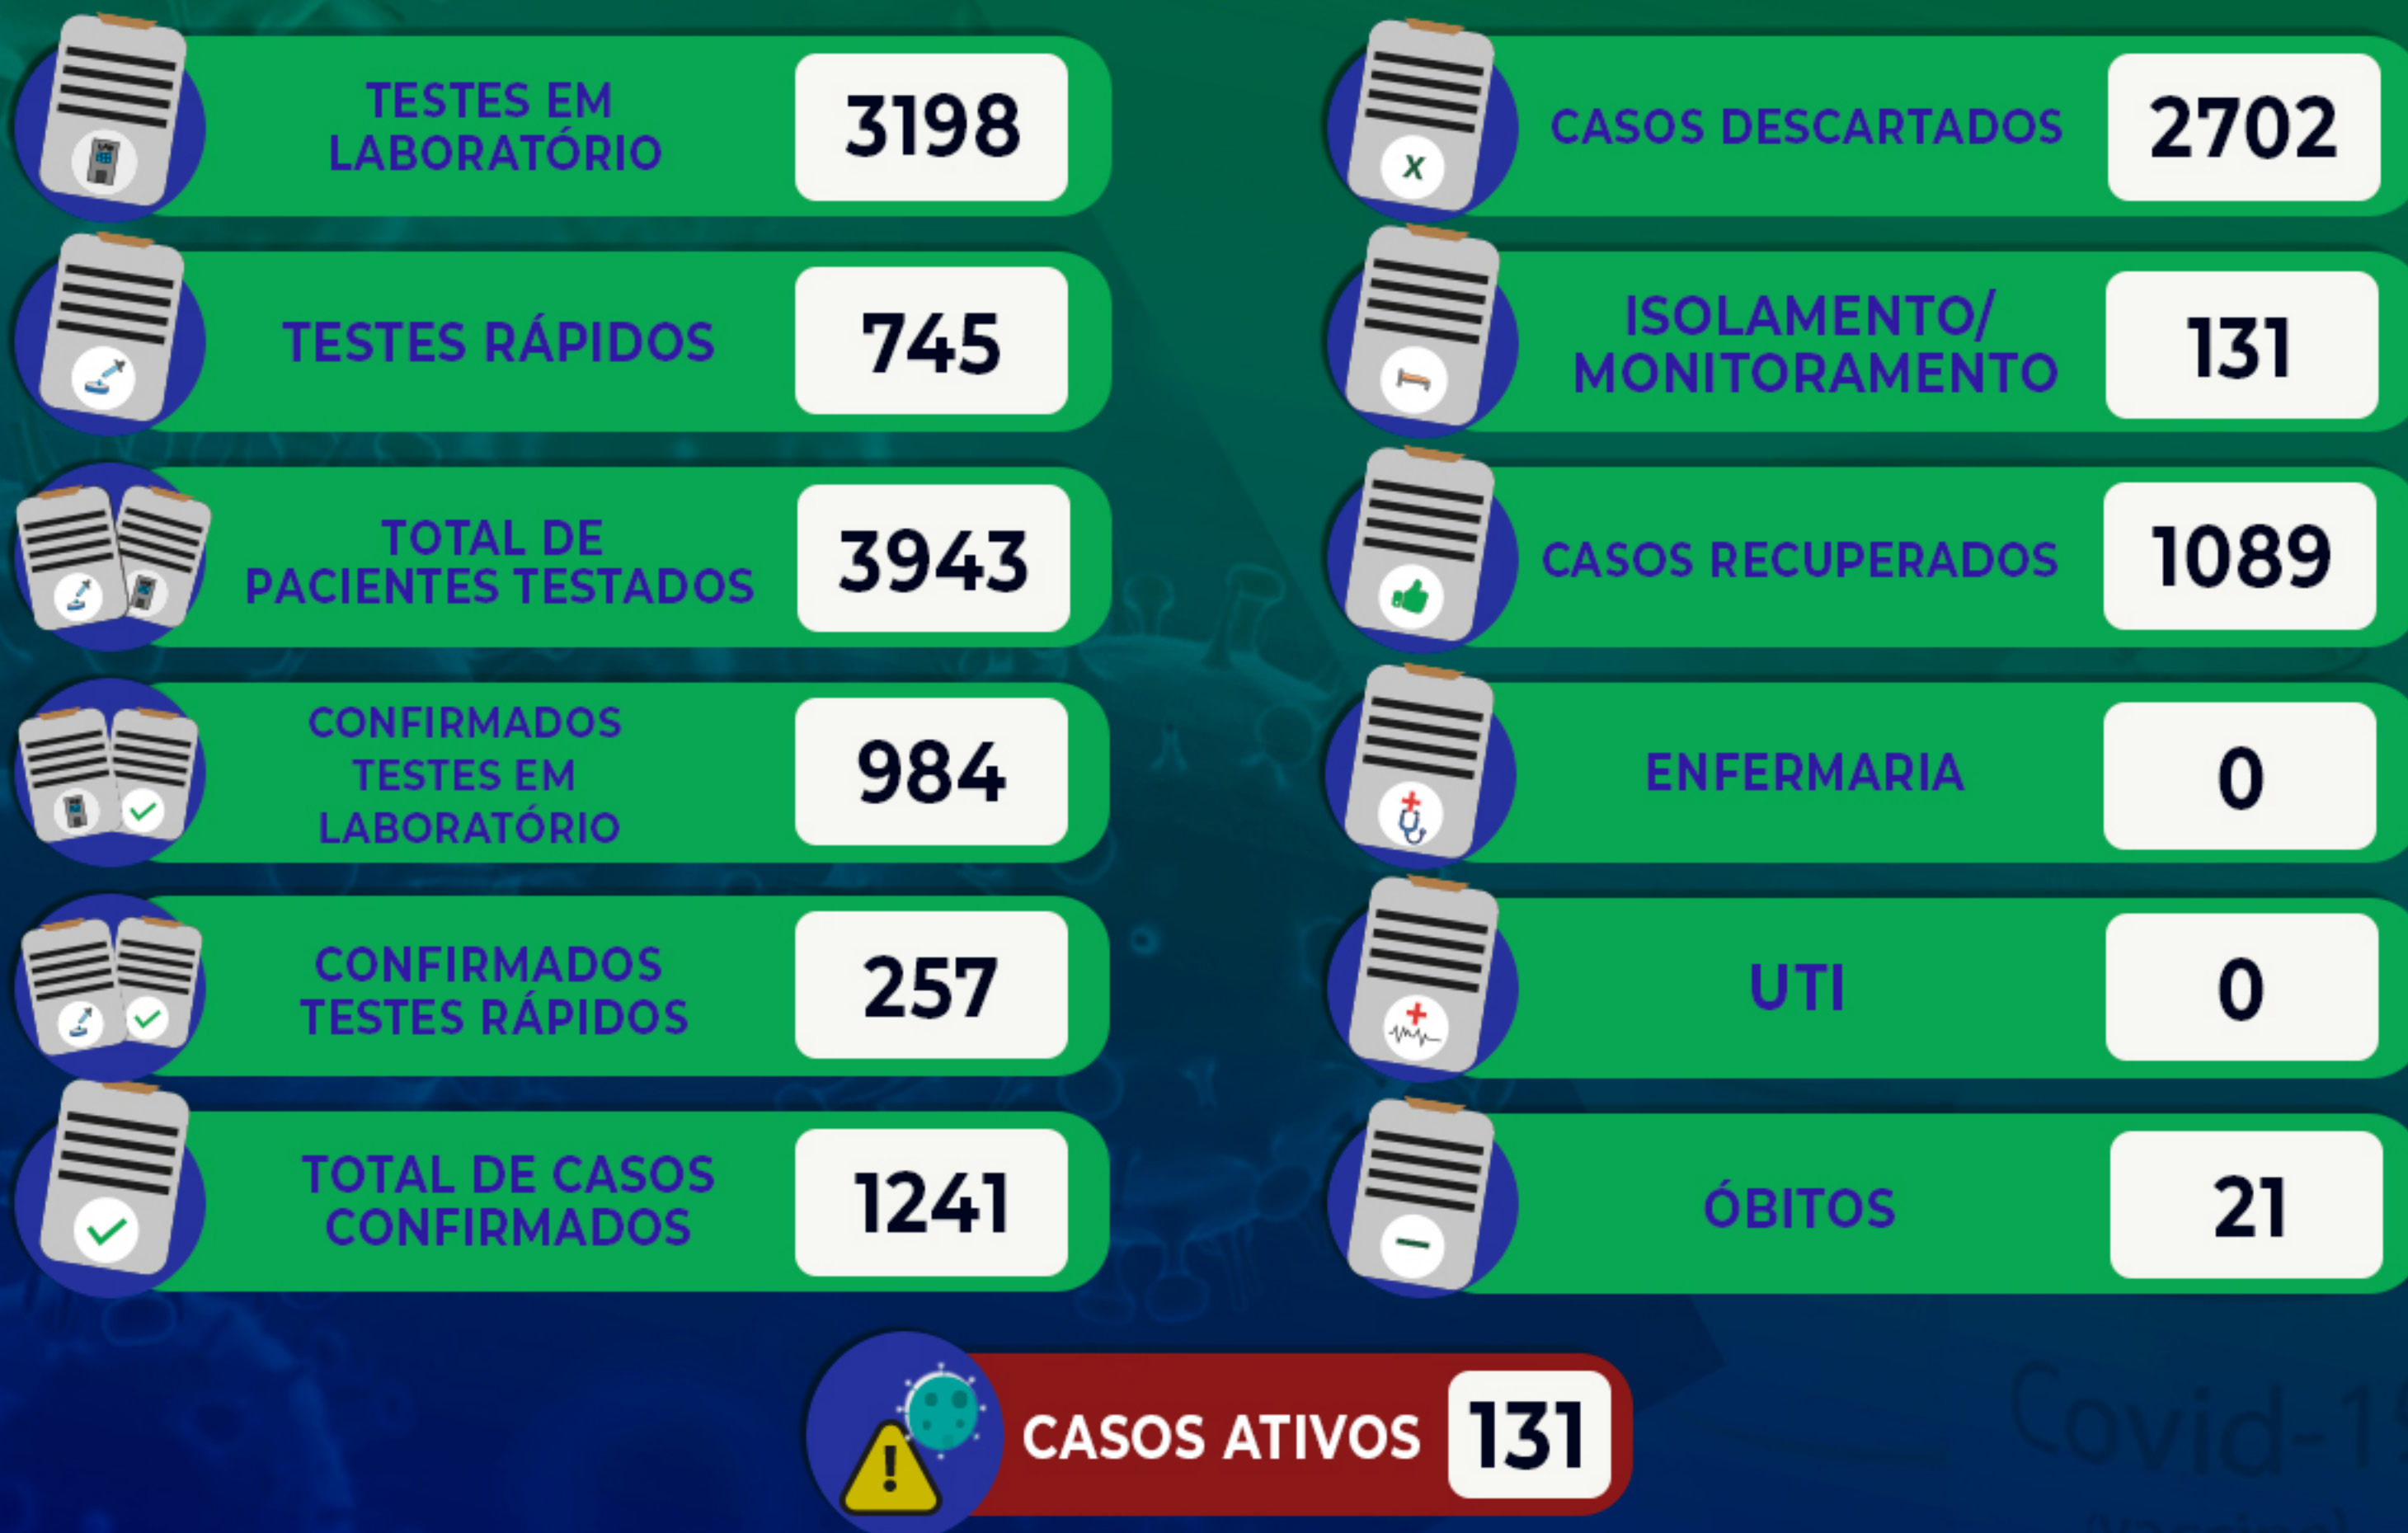 TESTES EM
LABORATÓRIO
3198
TESTES RÁPIDOS
745
TOTAL DE
PACIENTES TESTADOS
3943
CONFIRMADOS
TESTES EM
LABORATÓRIO
984
CONFIRMADOS
TESTES RÁPIDOS
257
TOTAL DE CASOS
CONFIRMADOS
1241
CASOS DESCARTADOS
2702
X
ISOLAMENTO/
MONITORAMENTO
131
CASOS RECUPERADOS
1089
ENFERMARIA
0
UTI
0
ÓBITOS
21
CASOS ATIVOS
131
Covid-19